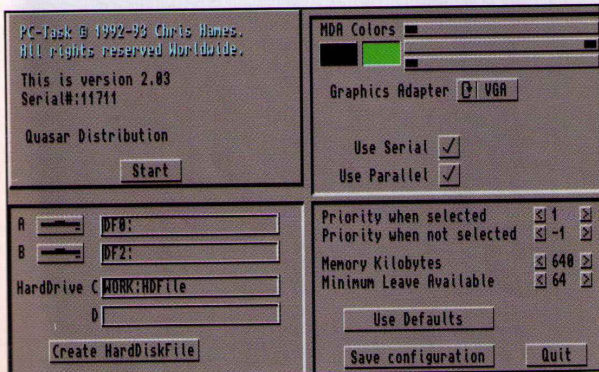 PC-Task © 1992-93 Chris Hames.
All rights reserved Worldwide.
This is version 2.03
Serial#:11711
Quasar Distribution
Start
MDA Colors
Graphics Adapter VGA
Use Serial
Use Parallel
A DF0:
B DF2:
HardDrive C WORK:HDFile
D
Create HardDiskFile
Priority when selected < 1 >
Priority when not selected < -1 >
Memory Kilobytes < 640 >
Minimum Leave Available < 64 >
Use Defaults
Save configuration Quit